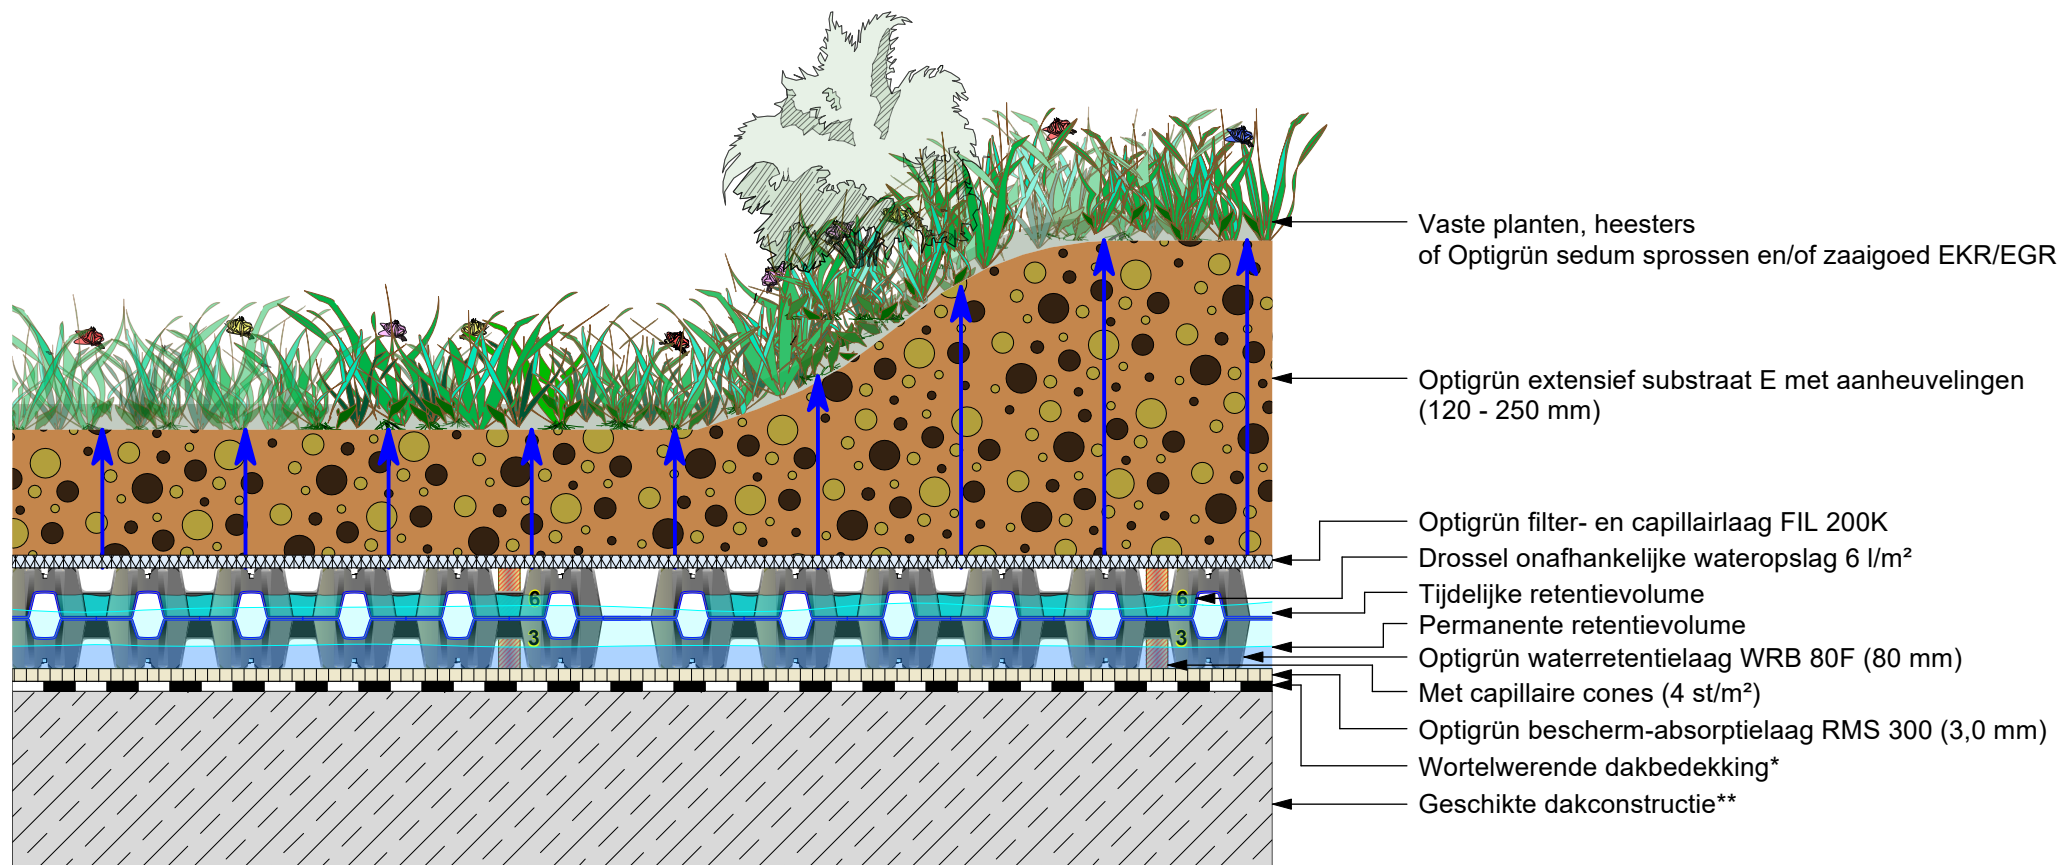 Vaste planten, heesters
of Optigrün sedum sprossen en/of zaaigoed EKR/EGR
Optigrün extensief substraat E met aanheuvelingen
(120 - 250 mm)
Optigrün filter- en capillairlaag FIL 200K
Drossel onafhankelijke wateropslag 6 l/m²
Tijdelijke retentievolume
Permanente retentievolume
Optigrün waterretentielaag WRB 80F (80 mm)
Met capillaire cones (4 st/m²)
Optigrün bescherm-absorptielaag RMS 300 (3,0 mm)
Wortelwerende dakbedekking*
Geschikte dakconstructie**
6
6
3
3